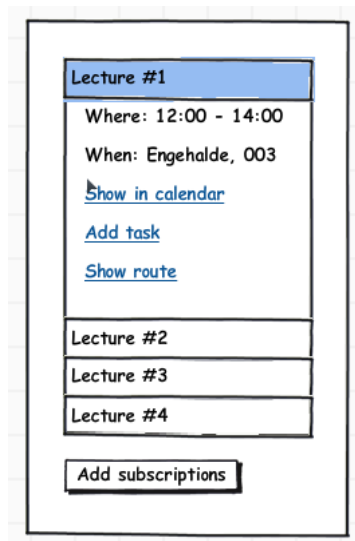 Lecture #1
Where: 12:00 - 14:00
When: Engehalde, 003
Show in calendar
Add task
Show route
Lecture #2
Lecture #3
Lecture #4
Add subscriptions